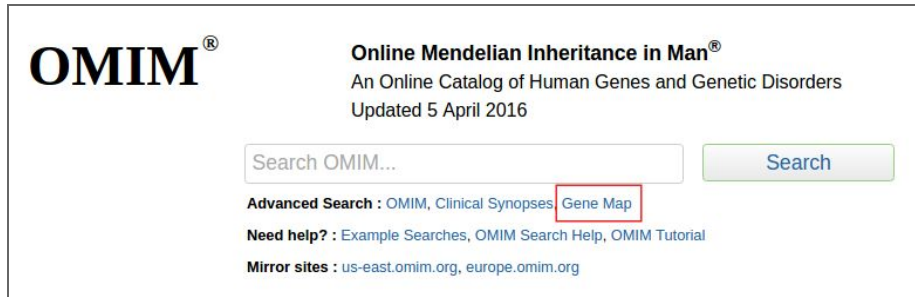 OMIM®
Online Mendelian Inheritance in Man®
An Online Catalog of Human Genes and Genetic Disorders
Updated 5 April 2016
Search OMIM...
Search
Advanced Search : OMIM, Clinical Synopses, Gene Map
Need help? : Example Searches, OMIM Search Help, OMIM Tutorial
Mirror sites : us-east.omim.org, europe.omim.org